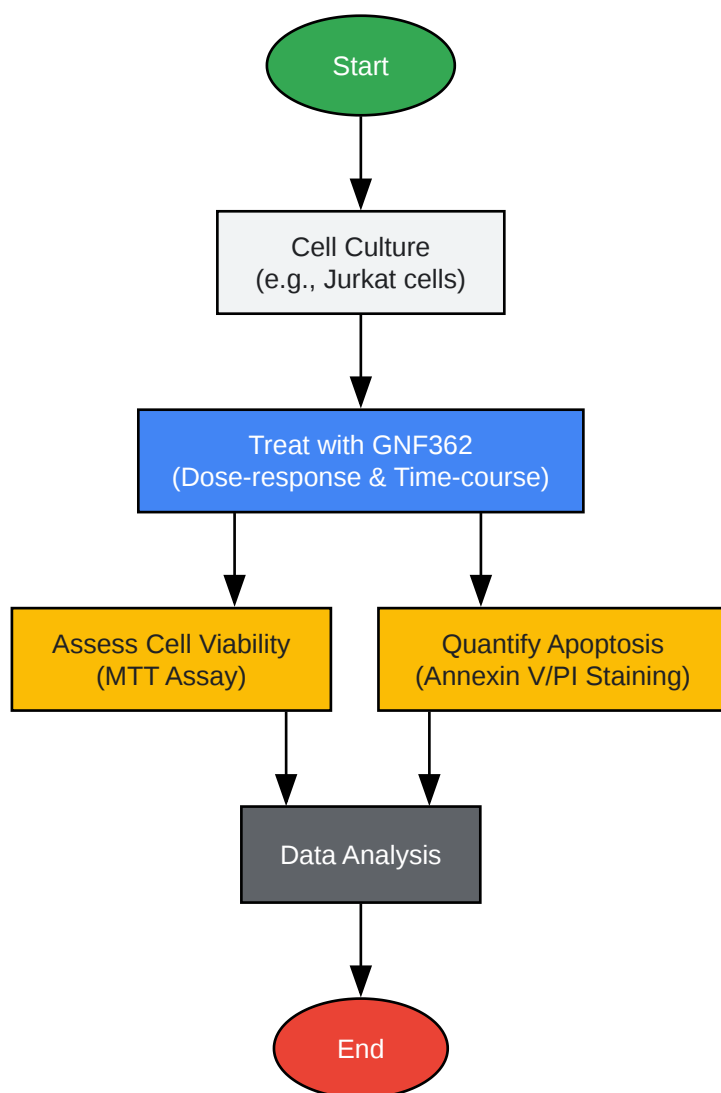 Start
Cell Culture
(e.g., Jurkat cells)
Treat with GNF362
(Dose-response & Time-course)
Assess Cell Viability
(MTT Assay)
Quantify Apoptosis
(Annexin V/PI Staining)
Data Analysis
End